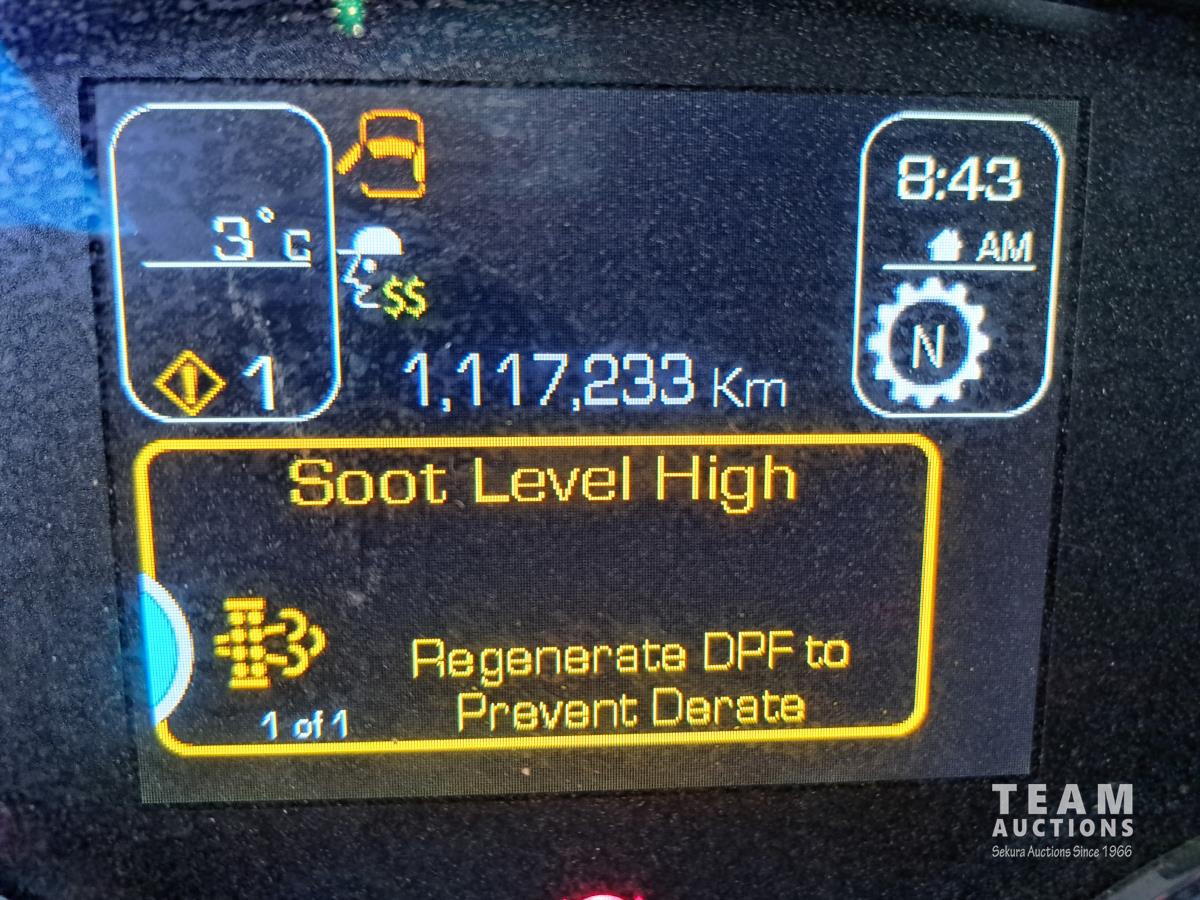 3°C
8:43
AM
$$
N
1
1,117,233 Km
Soot Level High
Regenerate DPF to
Prevent Derate
1 of 1
TEAM
AUCTIONS
Sekura Auctions Since 1966